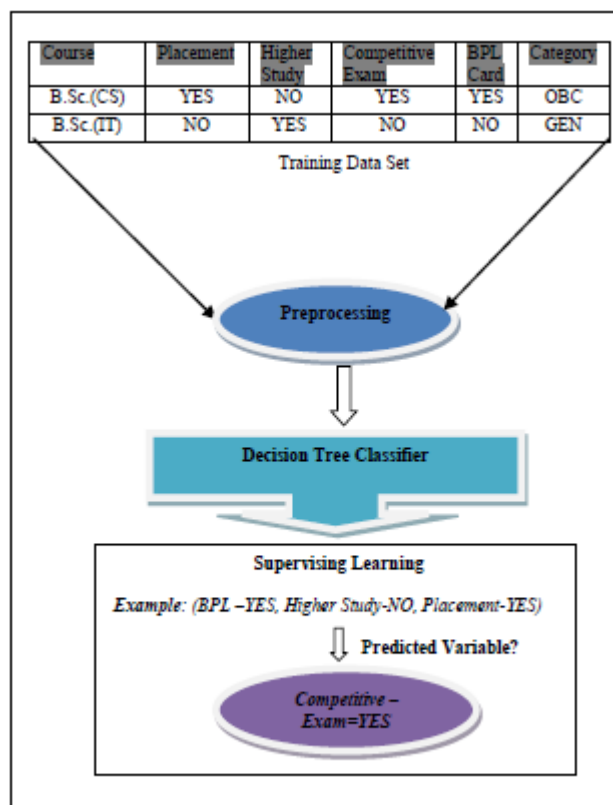 Course Placement Higher Study Competitive Exam BPL Card Category
B.Sc.(CS) YES NO YES YES OBC
B.Sc.(IT) NO YES NO NO GEN
Training Data Set
Preprocessing
Decision Tree Classifier
Supervising Learning
Example: (BPL –YES, Higher Study-NO, Placement-YES)
Predicted Variable?
Competitive –
Exam=YES